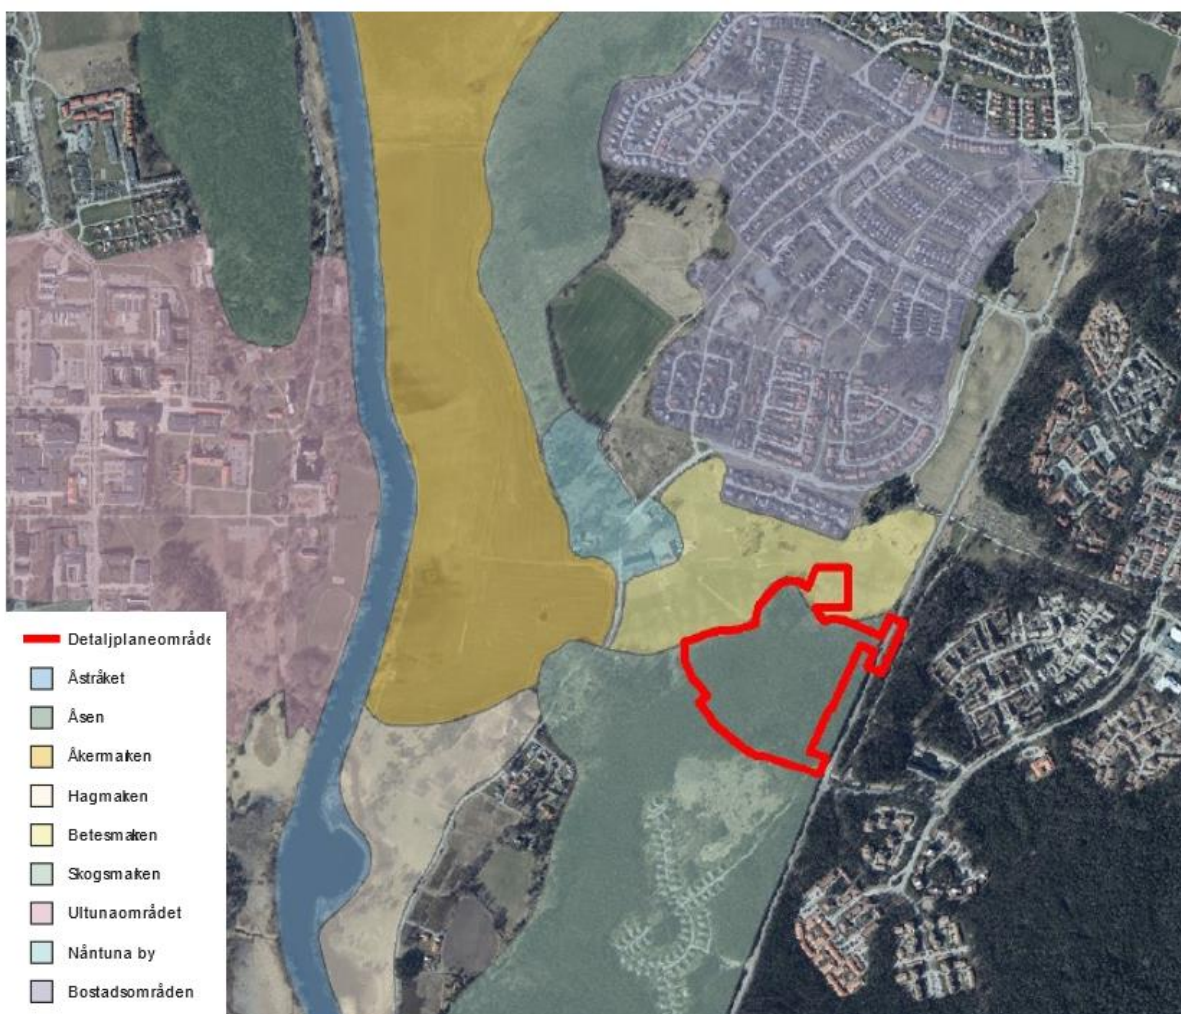 Detaljplaneområde
Åstråket
Åsen
Åkermarken
Hagmarken
Betesmarken
Skogsmarken
Ultunaområdet
Nåntuna by
Bostadsområden